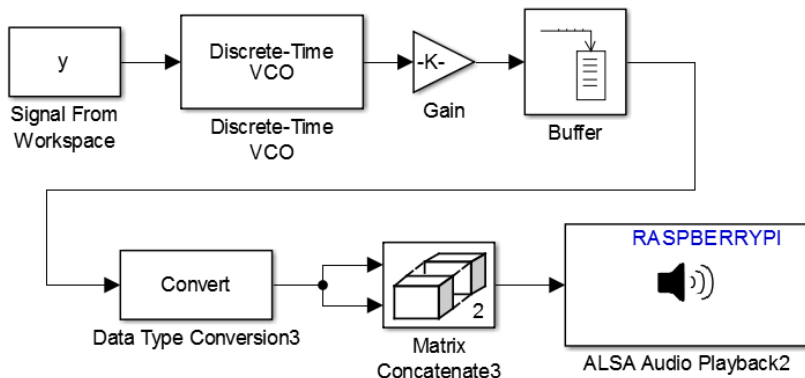 y
Signal From
Workspace
Discrete-Time
VCO
Discrete-Time
VCO
-K-
Gain
Buffer
Convert
Data Type Conversion3
2
Matrix
Concatenate3
RASPBERRYPI
ALSA Audio Playback2